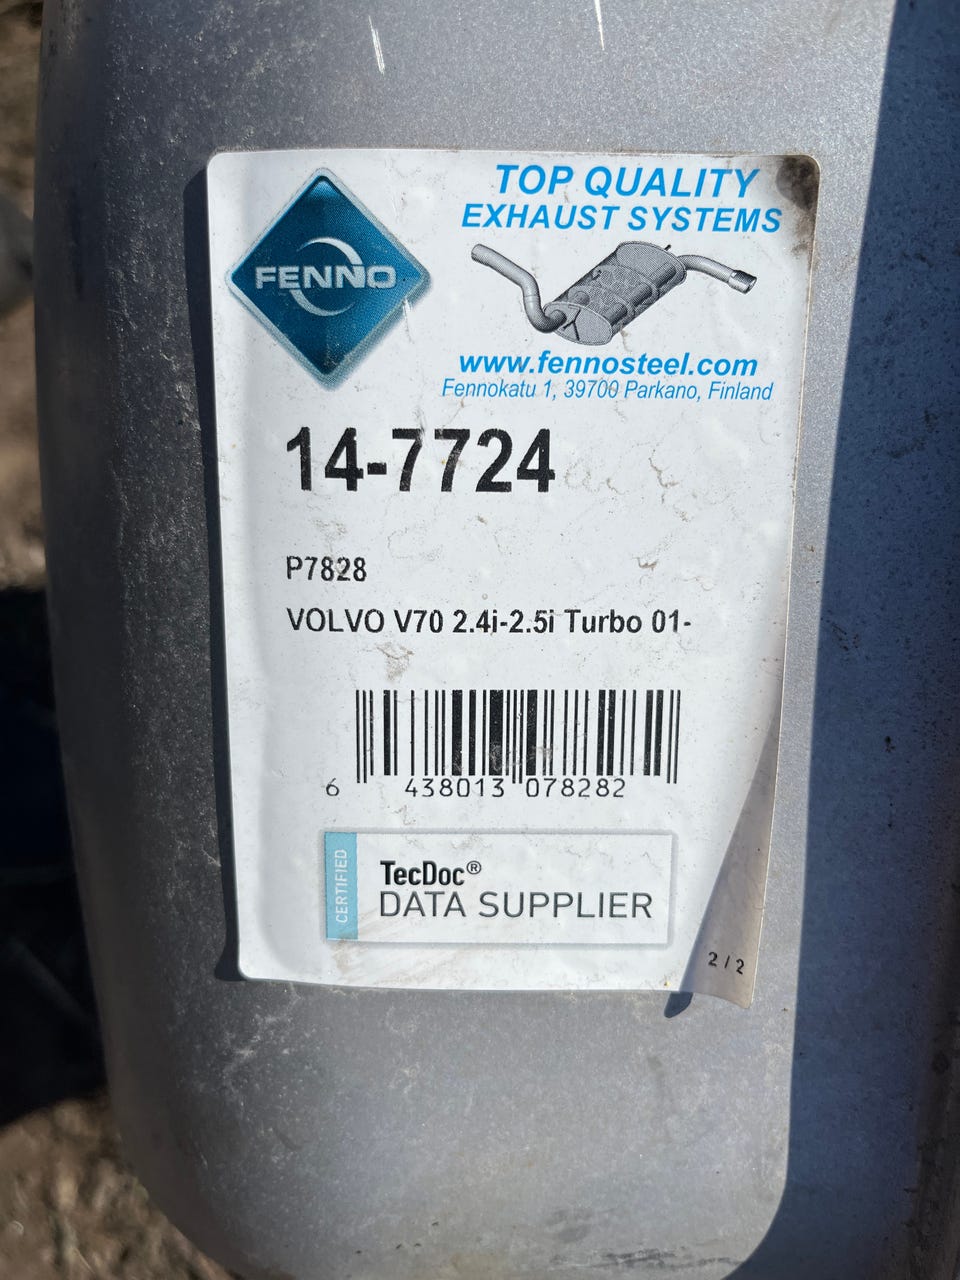 FENNO
TOP QUALITY
EXHAUST SYSTEMS
www.fennosteel.com
Fennokatu 1, 39700 Parkano, Finland
14-7724
P7828
VOLVO V70 2.4i-2.5i Turbo 01-
6 438013 078282
CERTIFIED
TecDoc®
DATA SUPPLIER
2 / 2